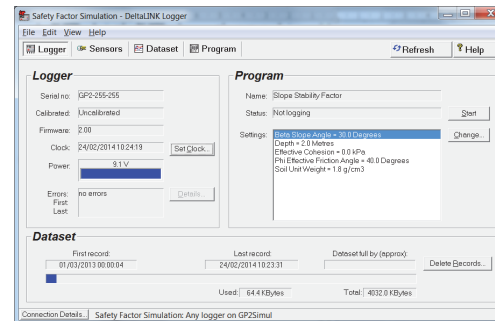 Safety Factor Simulation - DeltaLINK Logger
File Edit View Help
Logger Sensors Dataset Program Refresh Help
Logger
Serial no: GP2-255-255
Calibrated: Uncalibrated
Firmware: 2.00
Clock: 24/02/2014 10:24:19 Set Clock...
Power: 9.1 V
Errors: no errors Details...
First:
Last:
Program
Name: Slope Stability Factor
Status: Not logging Start
Settings: Beta Slope Angle = 30.0 Degrees Change...
Depth = 2.0 Metres
Effective Cohesion = 0.0 kPa
Phi Effective Friction Angle = 40.0 Degrees
Soil Unit Weight = 1.8 g/cm3
Dataset
First record: Last record: Dataset full by (approx):
01/03/2013 00:00:04 24/02/2014 10:23:31 Delete Records...
Used: 64.4 KBytes Total: 4032.0 KBytes
Connection Details... Safety Factor Simulation: Any logger on GP2Simul